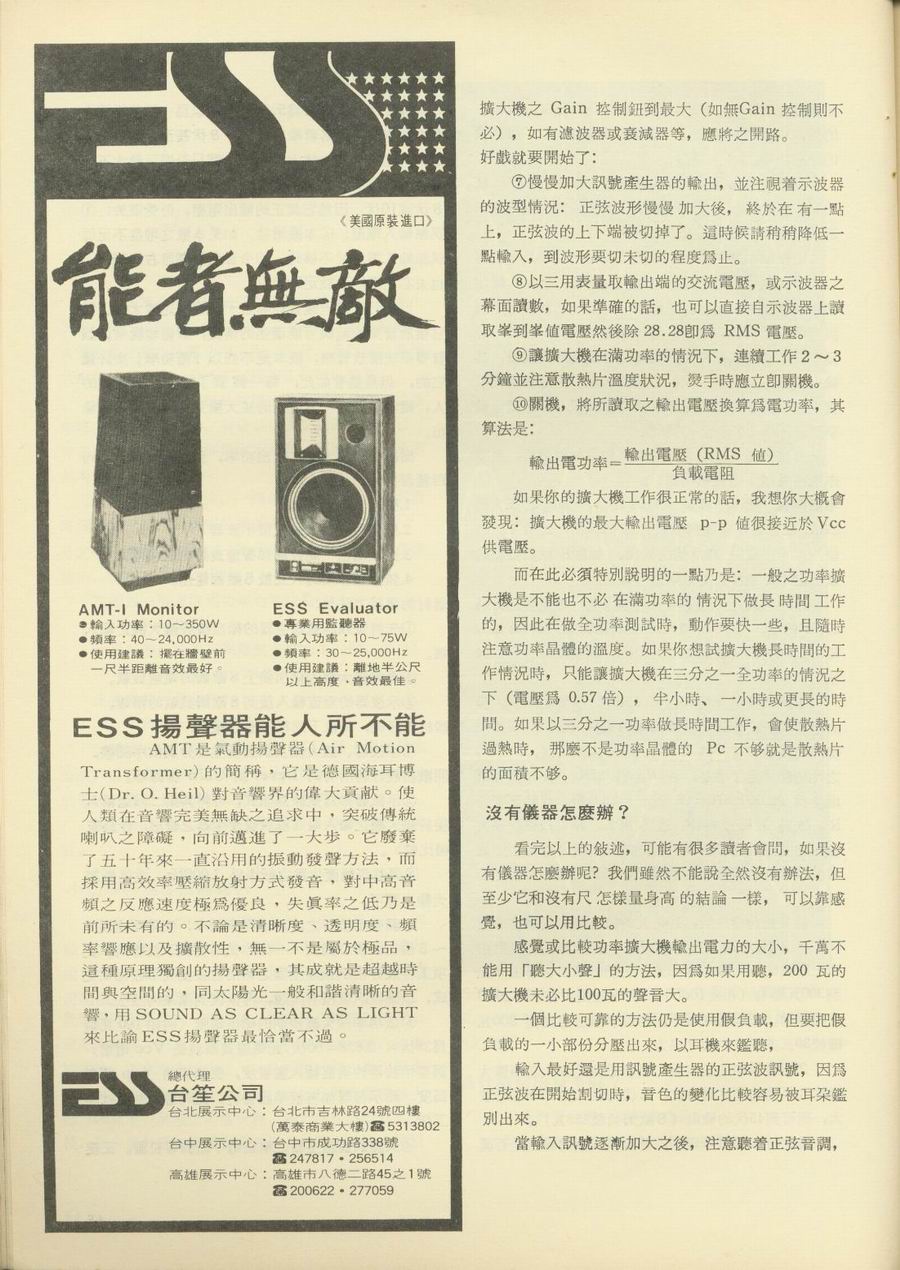 ESS
《美國原裝進口》
能者無敵
AMT-I Monitor
●輸入功率：10～350W
●頻率：40～24,000Hz
●使用建議：擺在牆壁前
一尺半距離音效最好。
ESS Evaluator
●專業用監聽器
●輸入功率：10～75W
●頻率：30～25,000Hz
●使用建議：離地半公尺
以上高度，音效最佳。
ESS揚聲器能人所不能
AMT是氣動揚聲器(Air Motion
Transformer)的簡稱，它是德國海耳博
士(Dr. O. Heil) 對音響界的偉大貢獻。使
人類在音響完美無缺之追求中，突破傳統
喇叭之障礙，向前邁進了一大步。它廢棄
了五十年來一直沿用的振動發聲方法，而
採用高效率壓縮放射方式發音，對中高音
頻之反應速度極爲優良，失眞率之低乃是
前所未有的。不論是清晰度、透明度、頻
率響應以及擴散性，無一不是屬於極品，
這種原理獨創的揚聲器，其成就是超越時
間與空間的，同太陽光一般和諧清晰的音
響，用SOUND AS CLEAR AS LIGHT
來比諭ESS揚聲器最恰當不過。
ESS
總代理
台笙公司
台北展示中心：台北市吉林路24號四樓
(萬泰商業大樓)☎5313802
台中展示中心：台中市成功路338號
☎247817・256514
高雄展示中心：高雄市八德二路45之1號
☎200622・277059
擴大機之 Gain 控制鈕到最大（如無Gain 控制則不
必），如有濾波器或衰減器等，應將之開路。
好戲就要開始了：
⑦慢慢加大訊號產生器的輸出，並注視着示波器
的波型情況：正弦波形慢慢加大後，終於在有一點
上，正弦波的上下端被切掉了。這時候請稍稍降低一
點輸入，到波形要切未切的程度爲止。
⑧以三用表量取輸出端的交流電壓，或示波器之
幕面讀數，如果準確的話，也可以直接自示波器上讀
取峯到峯値電壓然後除 28.28卽爲 RMS 電壓。
⑨讓擴大機在滿功率的情況下，連續工作2～3
分鐘並注意散熱片溫度狀況，燙手時應立卽關機。
⑩關機，將所讀取之輸出電壓換算爲電功率，其
算法是：
輸出電功率=輸出電壓（RMS 値）
負載電阻
如果你的擴大機工作很正常的話，我想你大概會
發現：擴大機的最大輸出電壓 p-p 値很接近於Vcc
供電壓。
而在此必須特別說明的一點乃是：一般之功率擴
大機是不能也不必在滿功率的情況下做長時間工作
的，因此在做全功率測試時，動作要快一些，且隨時
注意功率晶體的溫度。如果你想試擴大機長時間的工
作情況時，只能讓擴大機在三分之一全功率的情況之
下（電壓爲 0.57 倍），半小時、一小時或更長的時
間。如果以三分之一功率做長時間工作，會使散熱片
過熱時，那麼不是功率晶體的 Pc 不够就是散熱片
的面積不够。
沒有儀器怎麽辦？
看完以上的敍述，可能有很多讀者會問，如果沒
有儀器怎麽辦呢？我們雖然不能說全然沒有辦法，但
至少它和沒有尺怎樣量身高的結論一樣，可以靠感
覺，也可以用比較。
感覺或比較功率擴大機輸出電力的大小，千萬不
能用「聽大小聲」的方法，因爲如果用聽，200 瓦的
擴大機未必比100瓦的聲音大。
一個比較可靠的方法仍是使用假負載，但要把假
負載的一小部份分壓出來，以耳機來鑑聽，
輸入最好還是用訊號產生器的正弦波訊號，因爲
正弦波在開始割切時，音色的變化比較容易被耳朶鑑
別出來。
當輸入訊號逐漸加大之後，注意聽着正弦音調，